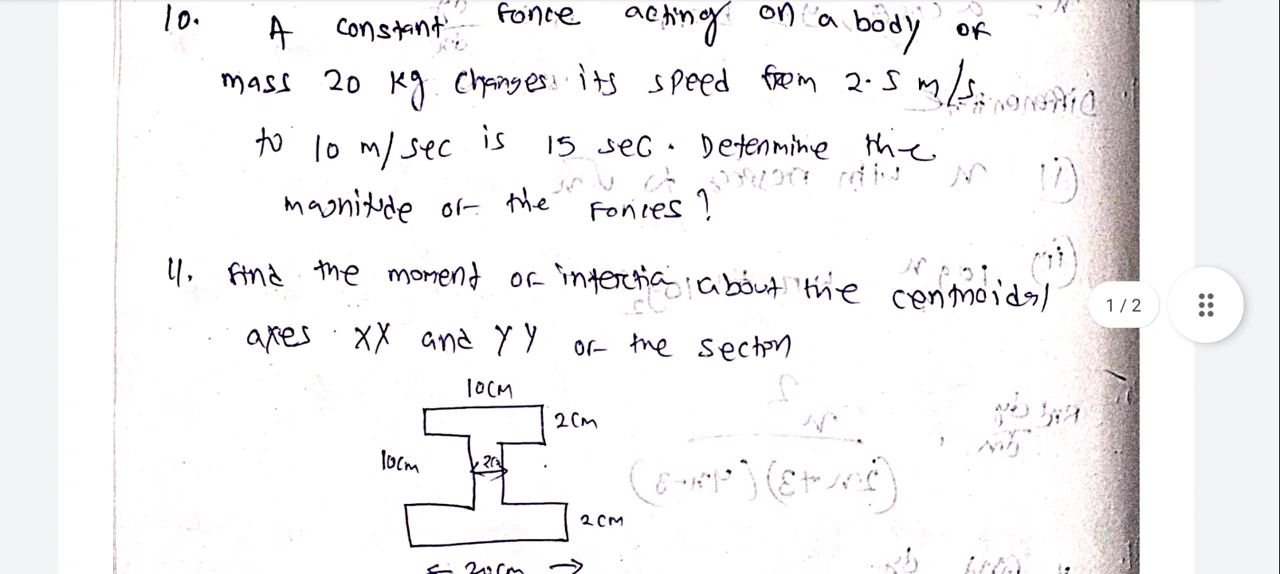 10. A constant force acting on a body of
mass 20 kg changes its speed from 2.5 m/s
to 10 m/sec is 15 sec. Determine the
magnitude of the forces?
11. find the moment of intertia about the centroidal
axes XX and YY of the secton
10CM
2CM
10cm
2CM
1 / 2